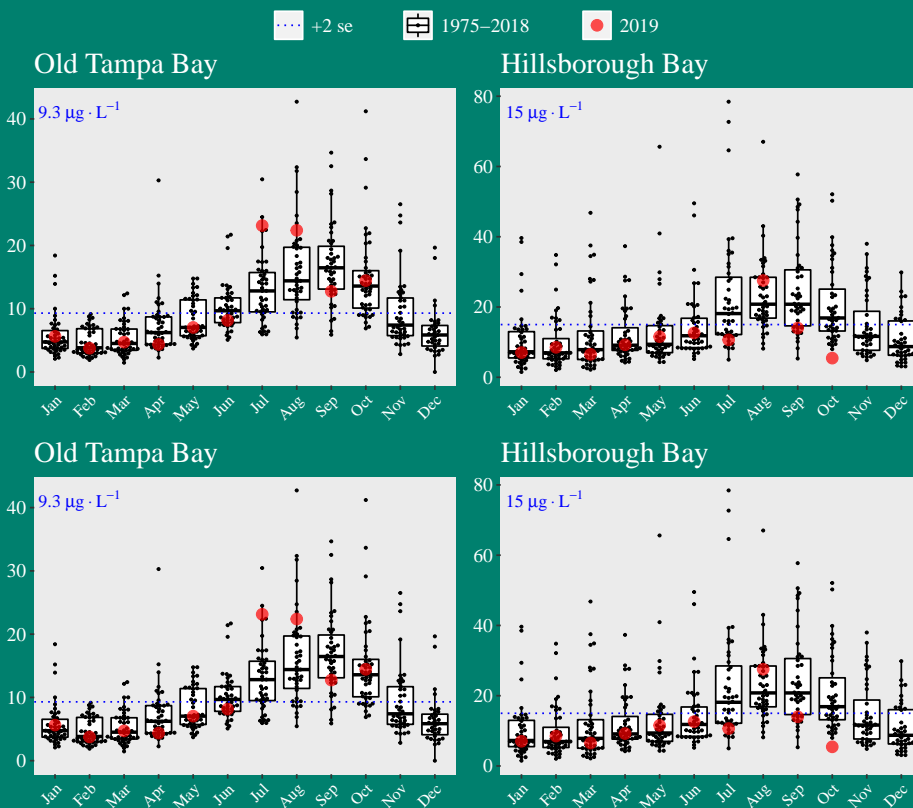 +2 se 1975–2018 2019
Old Tampa Bay Hillsborough Bay
9.3 µg · L⁻¹ 15 µg · L⁻¹
40 80
30 60
20 40
10 20
0 0
Jan Feb Mar Apr May Jun Jul Aug Sep Oct Nov Dec Jan Feb Mar Apr May Jun Jul Aug Sep Oct Nov Dec
Old Tampa Bay Hillsborough Bay
9.3 µg · L⁻¹ 15 µg · L⁻¹
40 80
30 60
20 40
10 20
0 0
Jan Feb Mar Apr May Jun Jul Aug Sep Oct Nov Dec Jan Feb Mar Apr May Jun Jul Aug Sep Oct Nov Dec